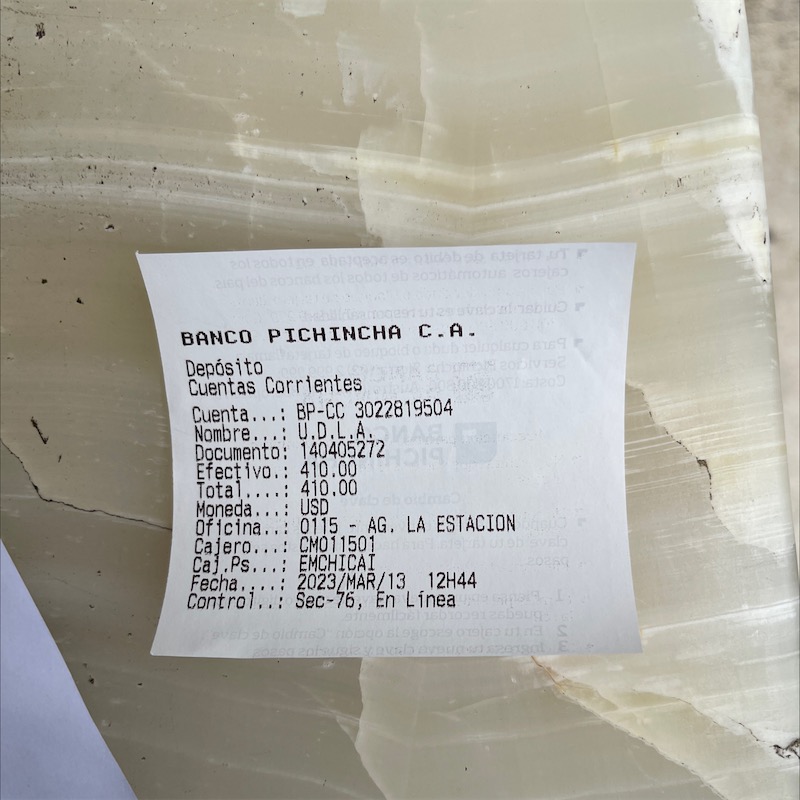 BANCO PICHINCHA C.A.
Depósito
Cuentas Corrientes
Cuenta...: BP-CC 3022819504
Nombre...: U.D.L.A.
Documento: 140405272
Efectivo.: 410.00
Total....: 410.00
Moneda...: USD
Oficina..: 0115 - AG. LA ESTACION
Cajero...: CMO11501
Caj.Ps...: EMCHICAI
Fecha....: 2023/MAR/13 12H44
Control..: Sec-76, En Línea